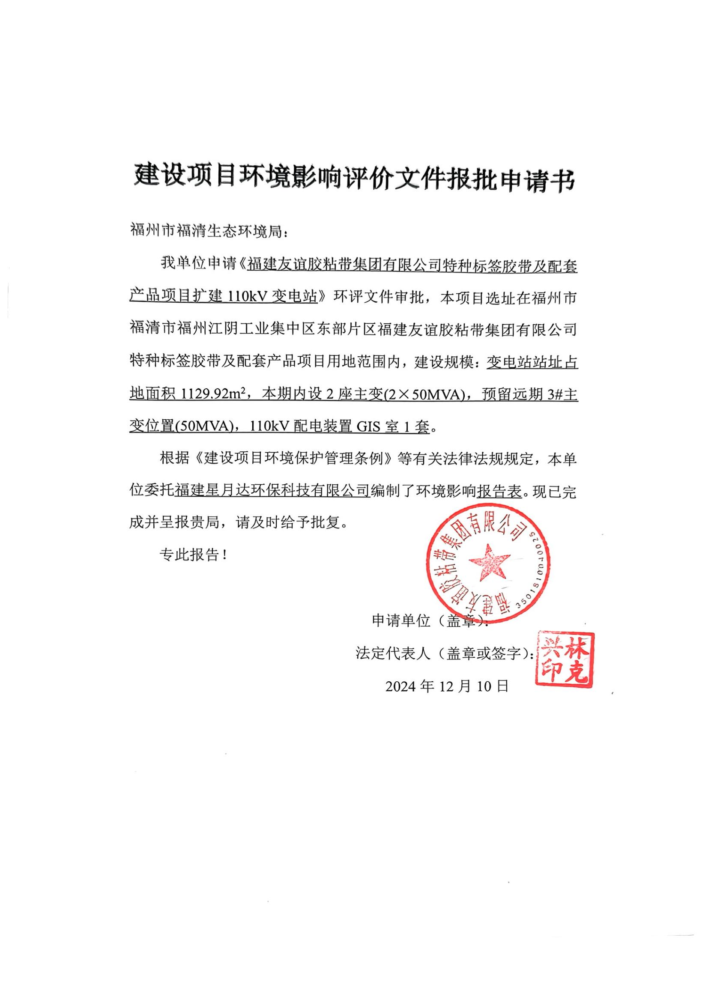 建设项目环境影响评价文件报批申请书
福州市福清生态环境局：
我单位申请《福建友谊胶粘带集团有限公司特种标签胶带及配套
产品项目扩建 110kV 变电站》环评文件审批，本项目选址在福州市
福清市福州江阴工业集中区东部片区福建友谊胶粘带集团有限公司
特种标签胶带及配套产品项目用地范围内，建设规模：变电站站址占
地面积 1129.92m²，本期内设 2 座主变(2×50MVA)，预留远期 3#主
变位置(50MVA)，110kV 配电装置 GIS 室 1 套。
根据《建设项目环境保护管理条例》等有关法律法规规定，本单
位委托福建星月达环保科技有限公司编制了环境影响报告表。现已完
成并呈报贵局，请及时给予批复。
专此报告！
福建友谊胶粘带集团有限公司
3501810040025
申请单位（盖章）：
法定代表人（盖章或签字）：
林克
兴印
2024 年 12 月 10 日